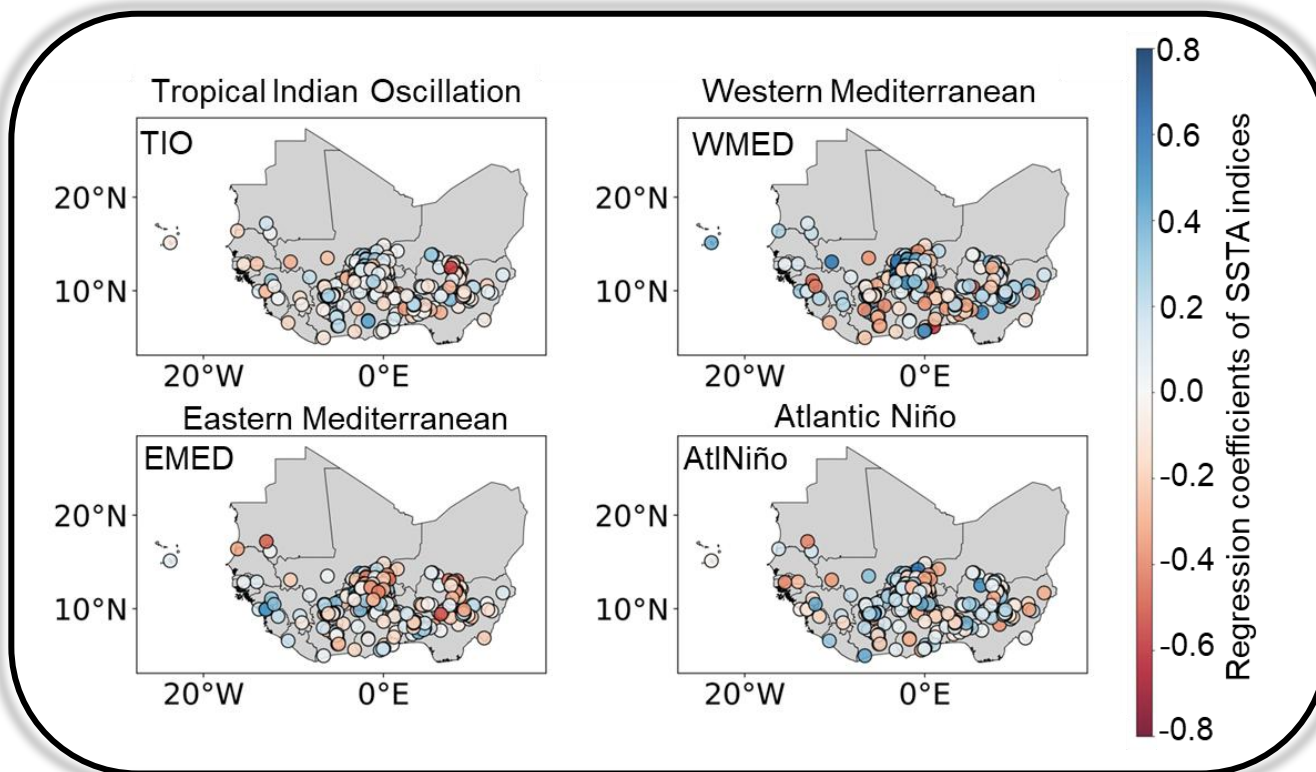 Tropical Indian Oscillation
TIO
20°N
10°N
20°W 0°E
Western Mediterranean
WMED
20°N
10°N
20°W 0°E
Eastern Mediterranean
EMED
20°N
10°N
20°W 0°E
Atlantic Niño
AtlNiño
20°N
10°N
20°W 0°E
0.8
0.6
0.4
0.2
0.0
-0.2
-0.4
-0.6
-0.8
Regression coefficients of SSTA indices